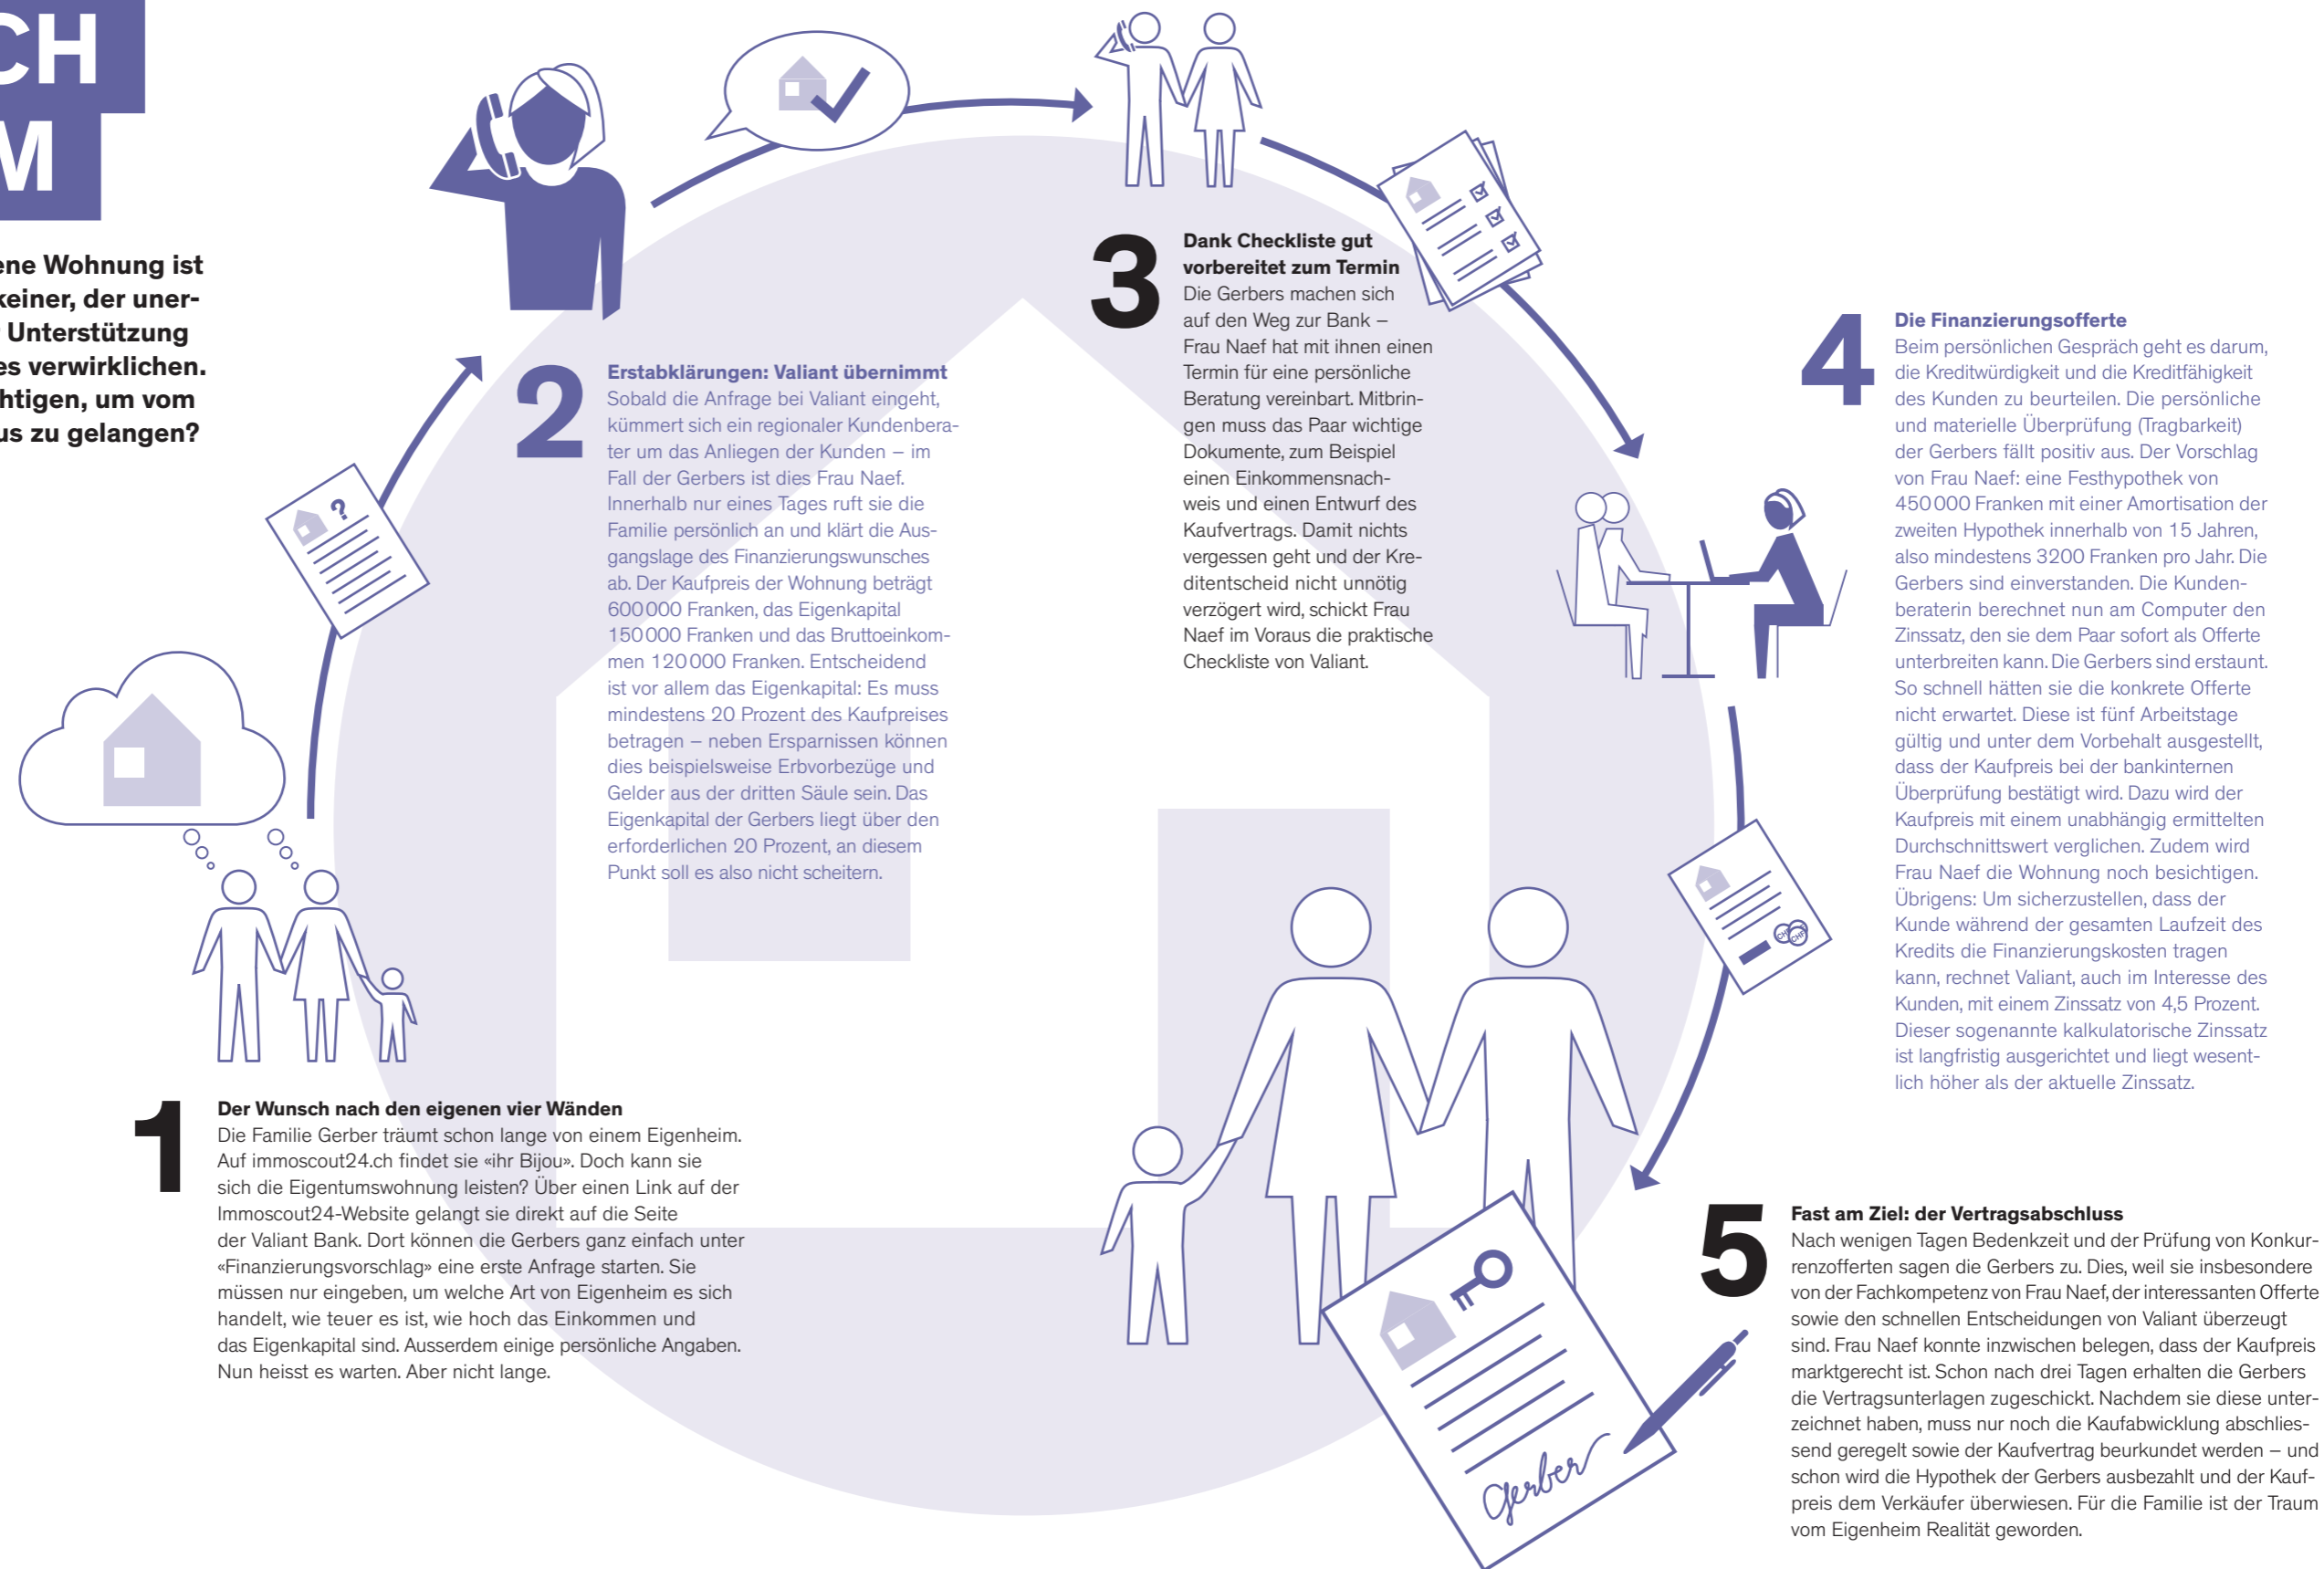 CH
M
ene Wohnung ist
keiner, der uner-
r Unterstützung
es verwirklichen.
chtigen, um vom
us zu gelangen?
1
Der Wunsch nach den eigenen vier Wänden
Die Familie Gerber träumt schon lange von einem Eigenheim.
Auf immoscout24.ch findet sie «ihr Bijou». Doch kann sie
sich die Eigentumswohnung leisten? Über einen Link auf der
Immoscout24-Website gelangt sie direkt auf die Seite
der Valiant Bank. Dort können die Gerbers ganz einfach unter
«Finanzierungsvorschlag» eine erste Anfrage starten. Sie
müssen nur eingeben, um welche Art von Eigenheim es sich
handelt, wie teuer es ist, wie hoch das Einkommen und
das Eigenkapital sind. Ausserdem einige persönliche Angaben.
Nun heisst es warten. Aber nicht lange.
?
2
Erstabklärungen: Valiant übernimmt
Sobald die Anfrage bei Valiant eingeht,
kümmert sich ein regionaler Kundenbera-
ter um das Anliegen der Kunden – im
Fall der Gerbers ist dies Frau Naef.
Innerhalb nur eines Tages ruft sie die
Familie persönlich an und klärt die Aus-
gangslage des Finanzierungswunsches
ab. Der Kaufpreis der Wohnung beträgt
600 000 Franken, das Eigenkapital
150 000 Franken und das Bruttoeinkom-
men 120 000 Franken. Entscheidend
ist vor allem das Eigenkapital: Es muss
mindestens 20 Prozent des Kaufpreises
betragen – neben Ersparnissen können
dies beispielsweise Erbvorbezüge und
Gelder aus der dritten Säule sein. Das
Eigenkapital der Gerbers liegt über den
erforderlichen 20 Prozent, an diesem
Punkt soll es also nicht scheitern.
3
Dank Checkliste gut
vorbereitet zum Termin
Die Gerbers machen sich
auf den Weg zur Bank –
Frau Naef hat mit ihnen einen
Termin für eine persönliche
Beratung vereinbart. Mitbrin-
gen muss das Paar wichtige
Dokumente, zum Beispiel
einen Einkommensnach-
weis und einen Entwurf des
Kaufvertrags. Damit nichts
vergessen geht und der Kre-
ditentscheid nicht unnötig
verzögert wird, schickt Frau
Naef im Voraus die praktische
Checkliste von Valiant.
4
Die Finanzierungsofferte
Beim persönlichen Gespräch geht es darum,
die Kreditwürdigkeit und die Kreditfähigkeit
des Kunden zu beurteilen. Die persönliche
und materielle Überprüfung (Tragbarkeit)
der Gerbers fällt positiv aus. Der Vorschlag
von Frau Naef: eine Festhypothek von
450 000 Franken mit einer Amortisation der
zweiten Hypothek innerhalb von 15 Jahren,
also mindestens 3200 Franken pro Jahr. Die
Gerbers sind einverstanden. Die Kunden-
beraterin berechnet nun am Computer den
Zinssatz, den sie dem Paar sofort als Offerte
unterbreiten kann. Die Gerbers sind erstaunt.
So schnell hätten sie die konkrete Offerte
nicht erwartet. Diese ist fünf Arbeitstage
gültig und unter dem Vorbehalt ausgestellt,
dass der Kaufpreis bei der bankinternen
Überprüfung bestätigt wird. Dazu wird der
Kaufpreis mit einem unabhängig ermittelten
Durchschnittswert verglichen. Zudem wird
Frau Naef die Wohnung noch besichtigen.
Übrigens: Um sicherzustellen, dass der
Kunde während der gesamten Laufzeit des
Kredits die Finanzierungskosten tragen
kann, rechnet Valiant, auch im Interesse des
Kunden, mit einem Zinssatz von 4,5 Prozent.
Dieser sogenannte kalkulatorische Zinssatz
ist langfristig ausgerichtet und liegt wesent-
lich höher als der aktuelle Zinssatz.
CHF
5
Fast am Ziel: der Vertragsabschluss
Nach wenigen Tagen Bedenkzeit und der Prüfung von Konkur-
renzofferten sagen die Gerbers zu. Dies, weil sie insbesondere
von der Fachkompetenz von Frau Naef, der interessanten Offerte
sowie den schnellen Entscheidungen von Valiant überzeugt
sind. Frau Naef konnte inzwischen belegen, dass der Kaufpreis
marktgerecht ist. Schon nach drei Tagen erhalten die Gerbers
die Vertragsunterlagen zugeschickt. Nachdem sie diese unter-
zeichnet haben, muss nur noch die Kaufabwicklung abschlies-
send geregelt sowie der Kaufvertrag beurkundet werden – und
schon wird die Hypothek der Gerbers ausbezahlt und der Kauf-
preis dem Verkäufer überwiesen. Für die Familie ist der Traum
vom Eigenheim Realität geworden.
Gerber